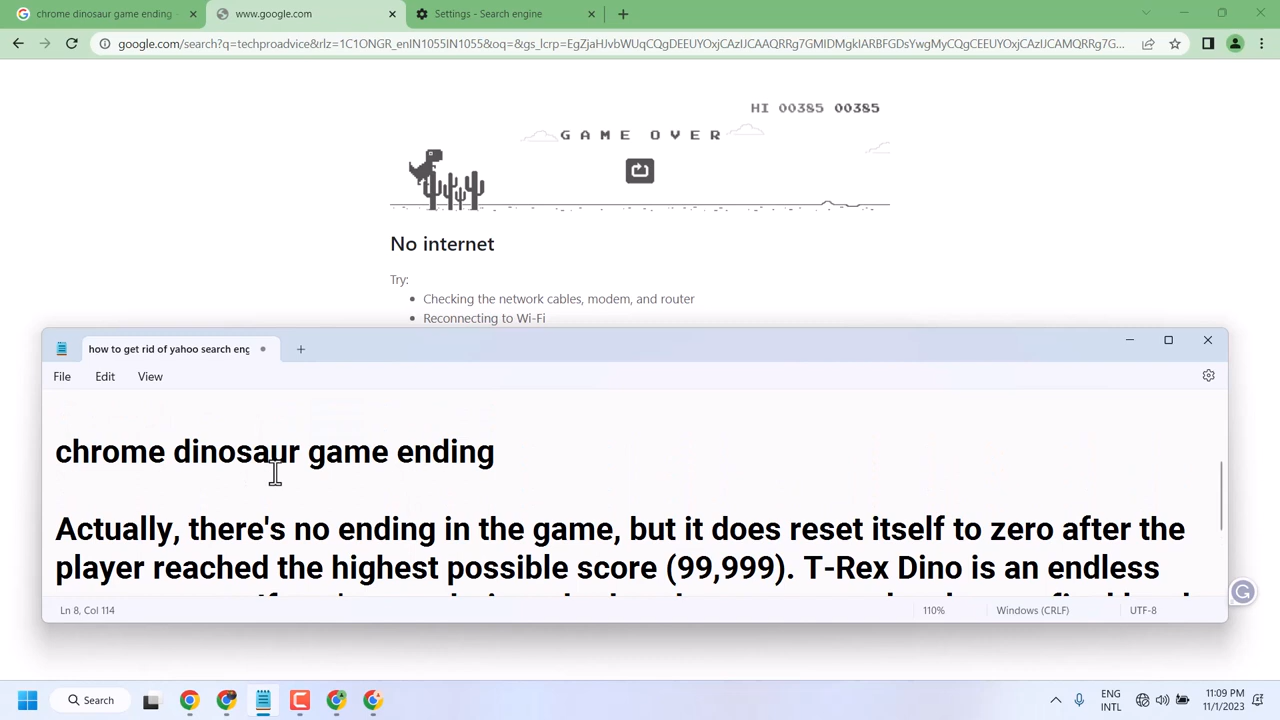 chrome dinosaur game ending
www.google.com
Settings - Search engine
google.com/search?q=techproadvice&rlz=1C1ONGR_enIN1055IN1055&oq=&gs_lcrp=EgZjaHJvbWUqCQgDEEUYOxjCAzIJCAAQRRg7GMIDMgkIARBFGDsYwgMyCQgCEEUYOxjCAzIJCAMQRRg7G...
HI 00385 00385
GAME OVER
No internet
Try:
• Checking the network cables, modem, and router
• Reconnecting to Wi-Fi
how to get rid of yahoo search eng
File Edit View
chrome dinosaur game ending
Actually, there's no ending in the game, but it does reset itself to zero after the
player reached the highest possible score (99,999). T-Rex Dino is an endless
Ln 8, Col 114
110%
Windows (CRLF)
UTF-8
Search
ENG
INTL
11:09 PM
11/1/2023